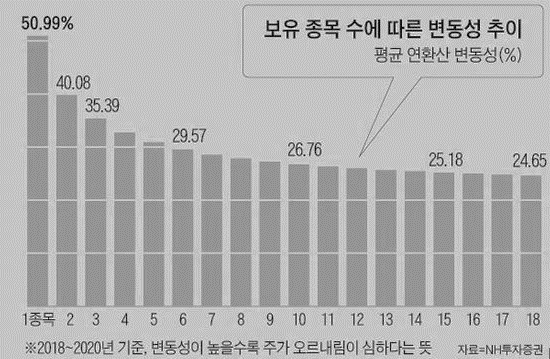 보유 종목 수에 따른 변동성 추이
평균 연환산 변동성(%)
50.99%
40.08
35.39
29.57
26.76
25.18
24.65
1종목 2 3 4 5 6 7 8 9 10 11 12 13 14 15 16 17 18
※2018~2020년 기준, 변동성이 높을수록 주가 오르내림이 심하다는 뜻
자료=NH투자증권